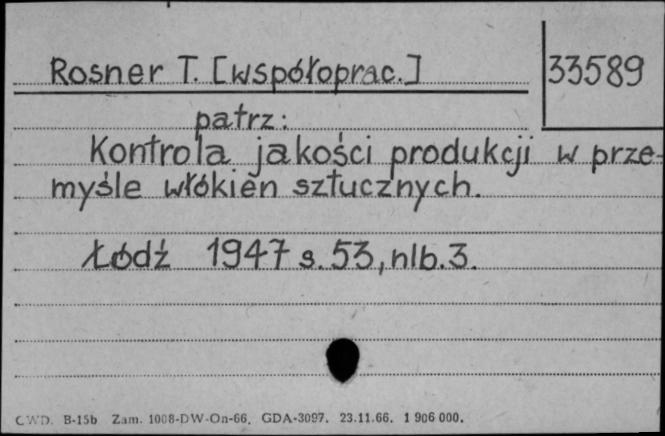 Rosner T. [współoprac.]
33589
patrz:
Kontrola jakości produkcji w prze-
myśle włókien sztucznych.
Łódź 1947 s. 53, nlb. 3.
CWD. B-15b Zam. 1008-DW-On-66. GDA-3097. 23.11.66. 1 906 000.